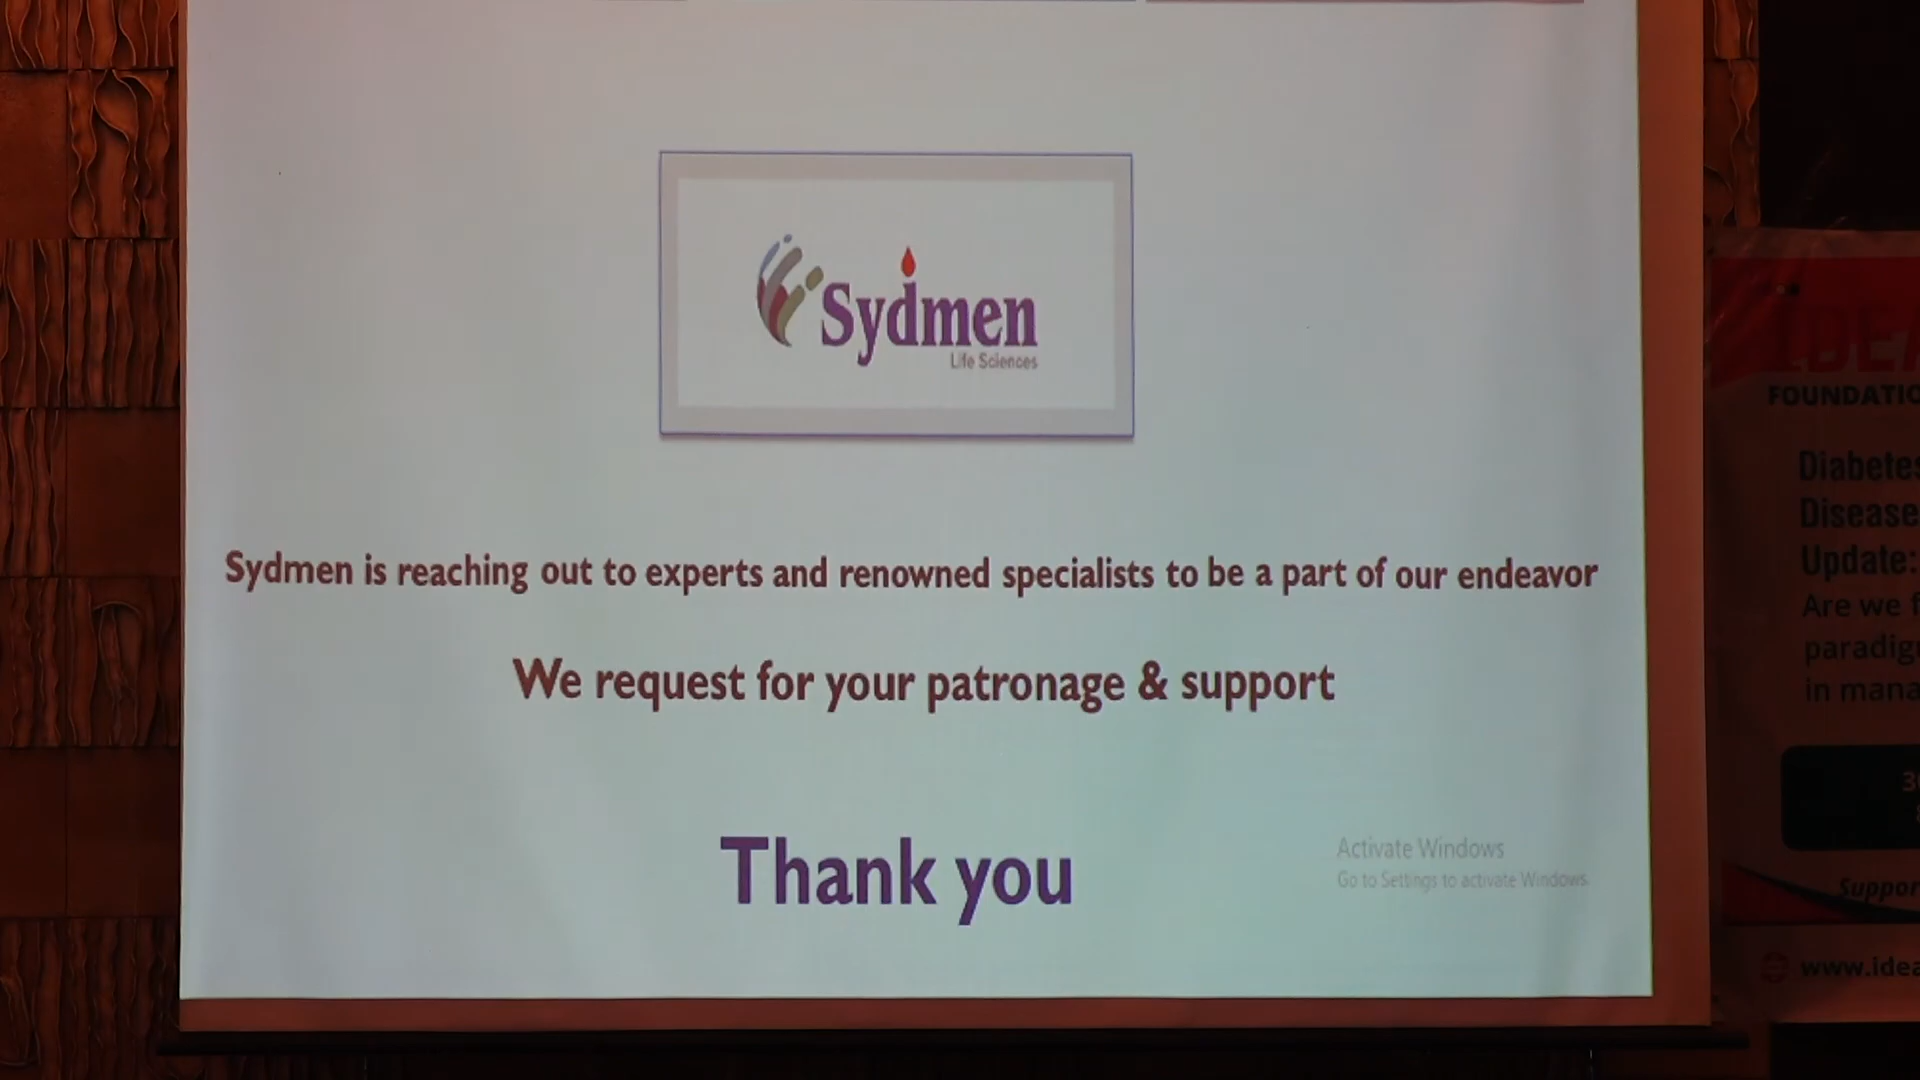 Sydmen
Life Sciences
Sydmen is reaching out to experts and renowned specialists to be a part of our endeavor
We request for your patronage & support
Thank you
Activate Windows
Go to Settings to activate Windows.
FOUNDATIO
Diabetes
Disease
Update:
Are we f
paradig
in mana
Suppor
www.idea